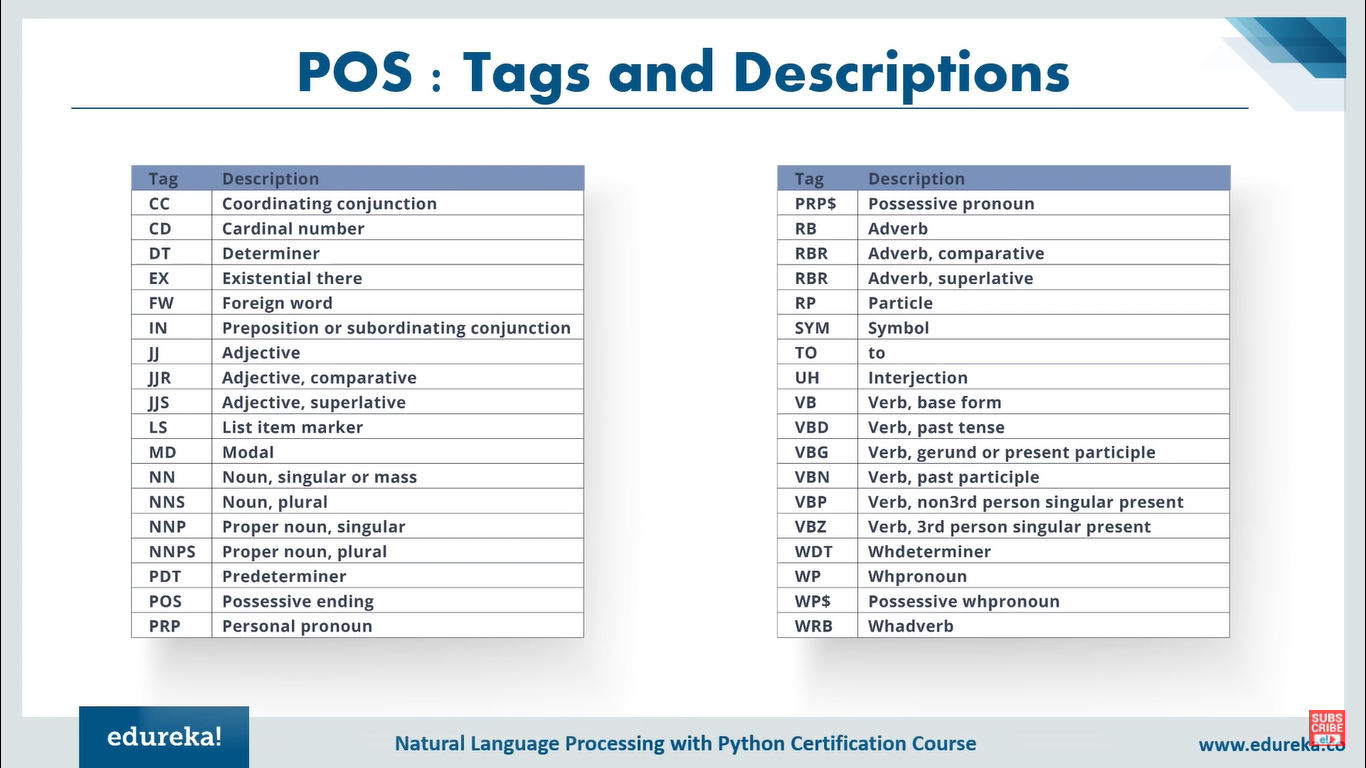 POS : Tags and Descriptions
Tag Description
CC Coordinating conjunction
CD Cardinal number
DT Determiner
EX Existential there
FW Foreign word
IN Preposition or subordinating conjunction
JJ Adjective
JJR Adjective, comparative
JJS Adjective, superlative
LS List item marker
MD Modal
NN Noun, singular or mass
NNS Noun, plural
NNP Proper noun, singular
NNPS Proper noun, plural
PDT Predeterminer
POS Possessive ending
PRP Personal pronoun
Tag Description
PRP$ Possessive pronoun
RB Adverb
RBR Adverb, comparative
RBR Adverb, superlative
RP Particle
SYM Symbol
TO to
UH Interjection
VB Verb, base form
VBD Verb, past tense
VBG Verb, gerund or present participle
VBN Verb, past participle
VBP Verb, non3rd person singular present
VBZ Verb, 3rd person singular present
WDT Whdeterminer
WP Whpronoun
WP$ Possessive whpronoun
WRB Whadverb
edureka!
Natural Language Processing with Python Certification Course
www.edureka.co
SUBS
CRIBE
e!